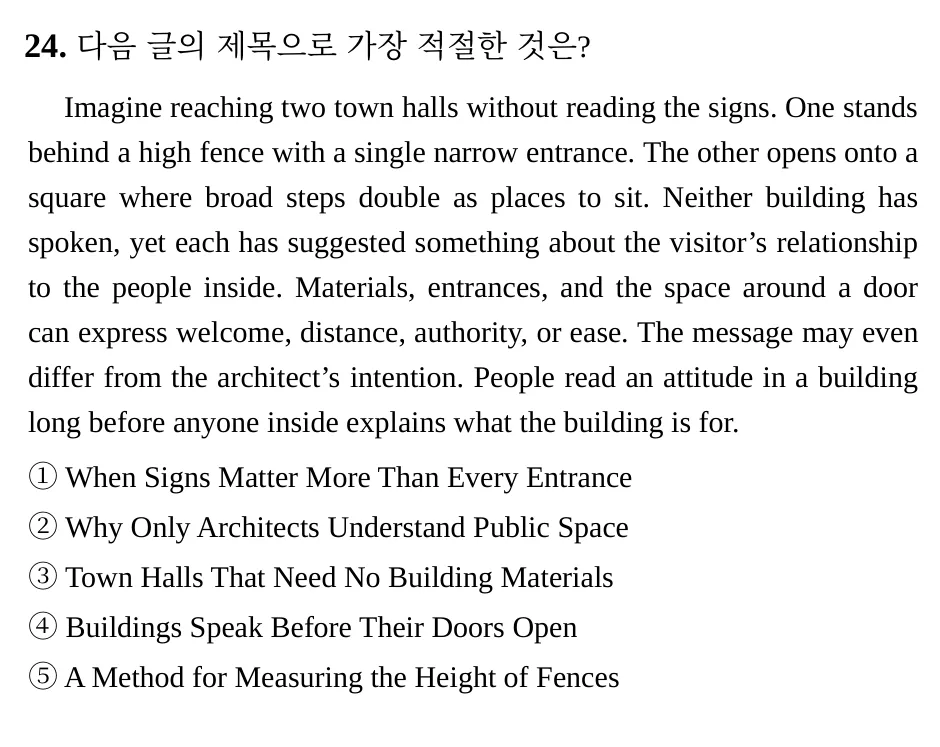 24. 다음 글의 제목으로 가장 적절한 것은?
Imagine reaching two town halls without reading the signs. One stands
behind a high fence with a single narrow entrance. The other opens onto a
square where broad steps double as places to sit. Neither building has
spoken, yet each has suggested something about the visitor’s relationship
to the people inside. Materials, entrances, and the space around a door
can express welcome, distance, authority, or ease. The message may even
differ from the architect’s intention. People read an attitude in a building
long before anyone inside explains what the building is for.
① When Signs Matter More Than Every Entrance
② Why Only Architects Understand Public Space
③ Town Halls That Need No Building Materials
④ Buildings Speak Before Their Doors Open
⑤ A Method for Measuring the Height of Fences